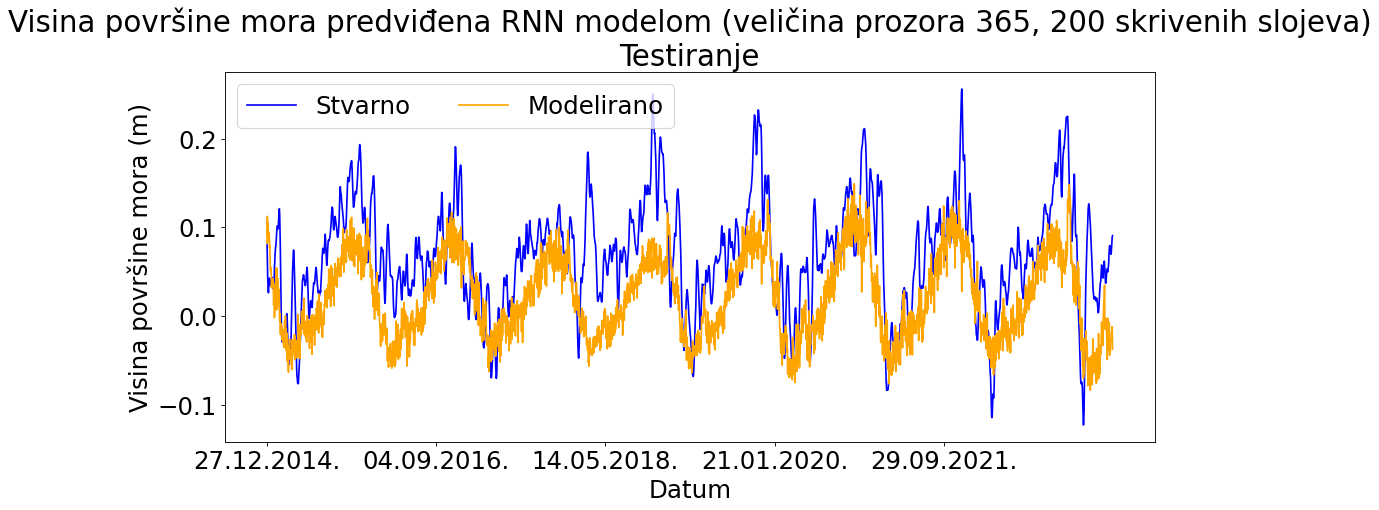 Visina površine mora predviđena RNN modelom (veličina prozora 365, 200 skrivenih slojeva)
Testiranje
Stvarno
Modelirano
Visina površine mora (m)
0.2
0.1
0.0
−0.1
27.12.2014.
04.09.2016.
14.05.2018.
21.01.2020.
29.09.2021.
Datum